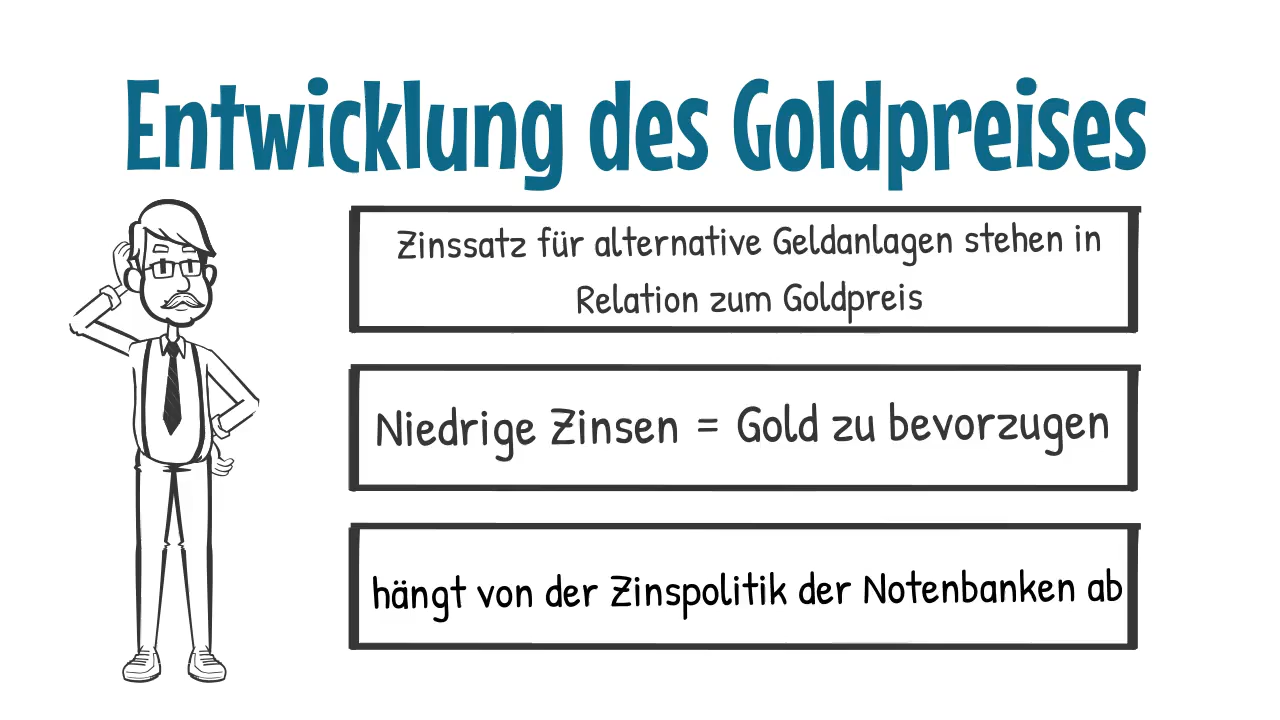 Entwicklung des Goldpreises
Zinssatz für alternative Geldanlagen stehen in
Relation zum Goldpreis
Niedrige Zinsen = Gold zu bevorzugen
hängt von der Zinspolitik der Notenbanken ab